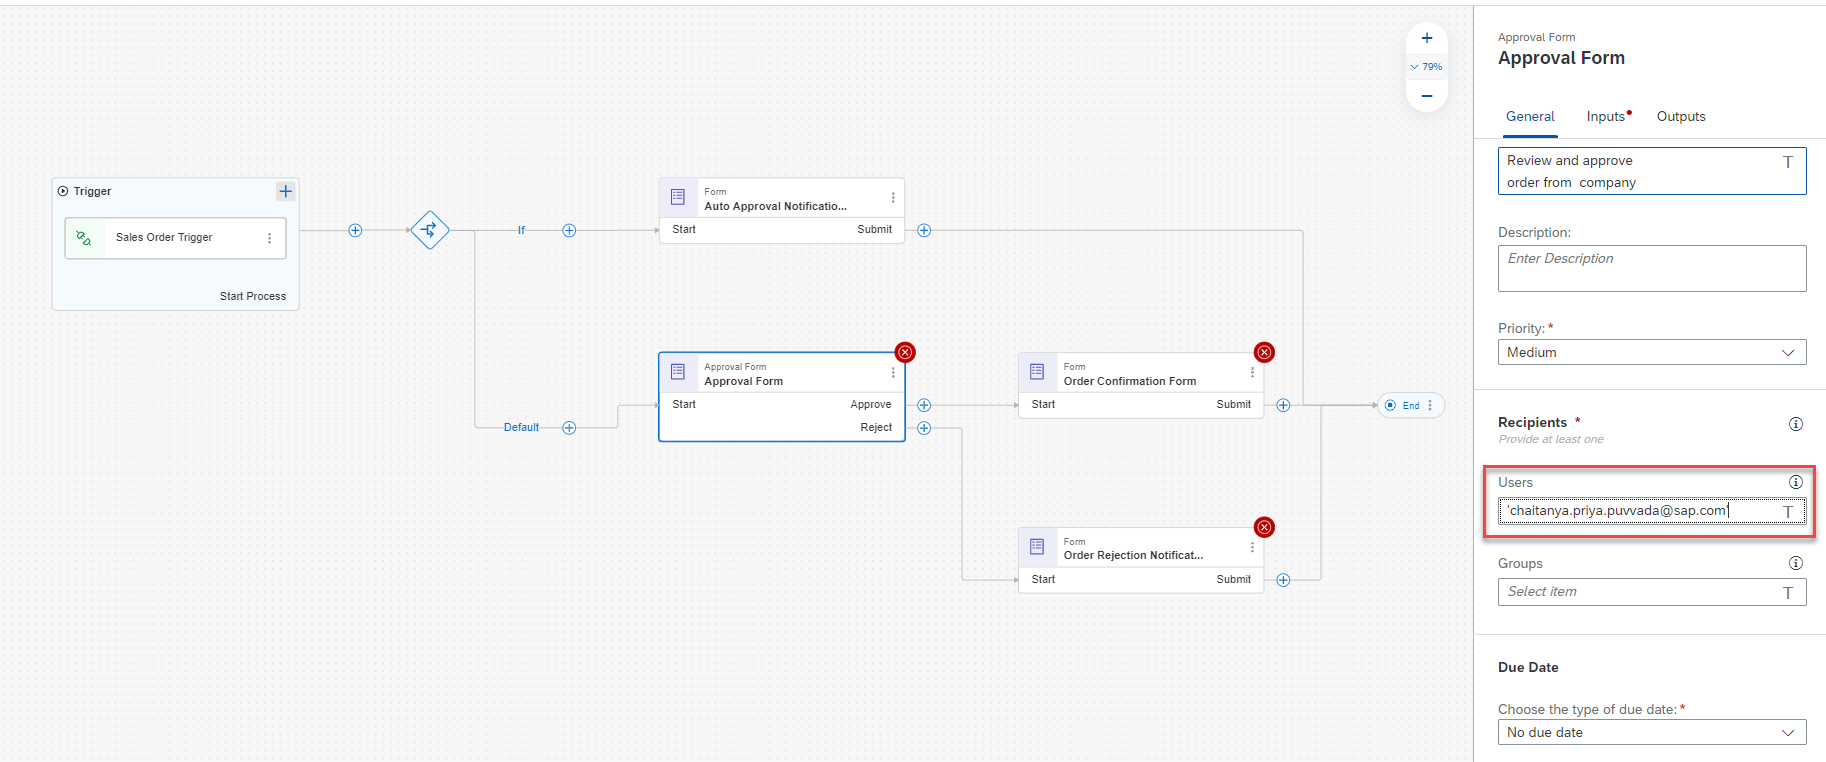 Trigger
Sales Order Trigger
Start Process
If
Default
Form
Auto Approval Notificatio...
Start
Submit
Approval Form
Approval Form
Start
Approve
Reject
Form
Order Confirmation Form
Start
Submit
Form
Order Rejection Notificat...
Start
Submit
End
79%
Approval Form
Approval Form
General
Inputs
Outputs
Review and approve
order from  company
Description:
Enter Description
Priority: *
Medium
Recipients *
Provide at least one
Users
'chaitanya.priya.puvvada@sap.com'
Groups
Select item
Due Date
Choose the type of due date: *
No due date